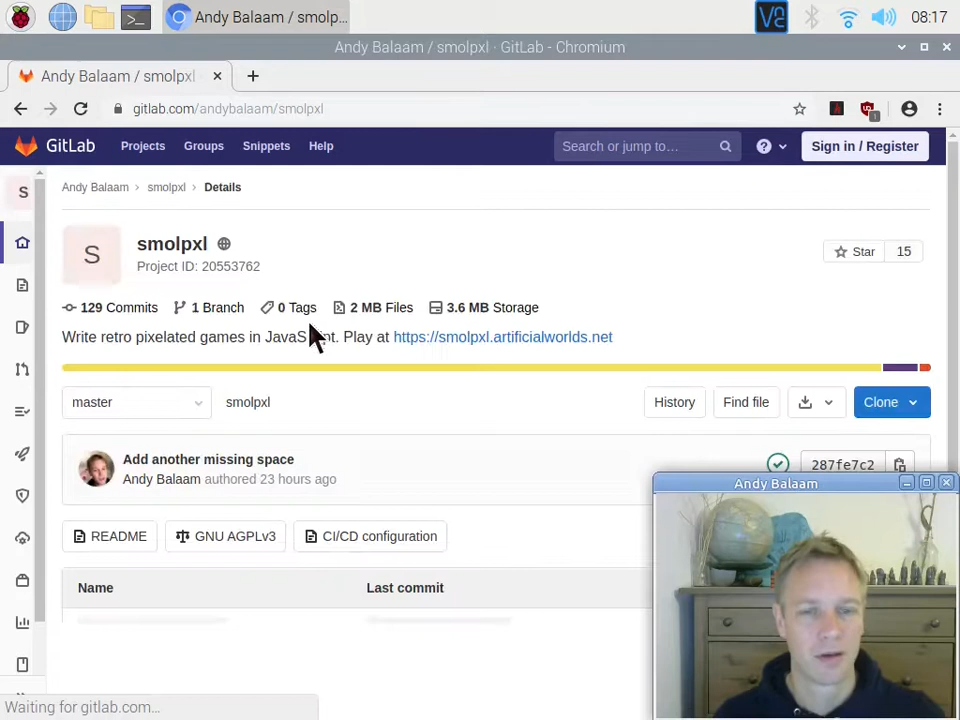 Andy Balaam / smolp...
08:17
Andy Balaam / smolpxl · GitLab - Chromium
Andy Balaam / smolpxl
gitlab.com/andybalaam/smolpxl
1
GitLab
Projects
Groups
Snippets
Help
Search or jump to...
Sign in / Register
S
Andy Balaam > smolpxl > Details
S
smolpxl
Project ID: 20553762
Star
15
129 Commits
1 Branch
0 Tags
2 MB Files
3.6 MB Storage
Write retro pixelated games in JavaScript. Play at https://smolpxl.artificialworlds.net
master
smolpxl
History
Find file
Clone
Add another missing space
Andy Balaam authored 23 hours ago
287fe7c2
Andy Balaam
README
GNU AGPLv3
CI/CD configuration
Name
Last commit
Waiting for gitlab.com...